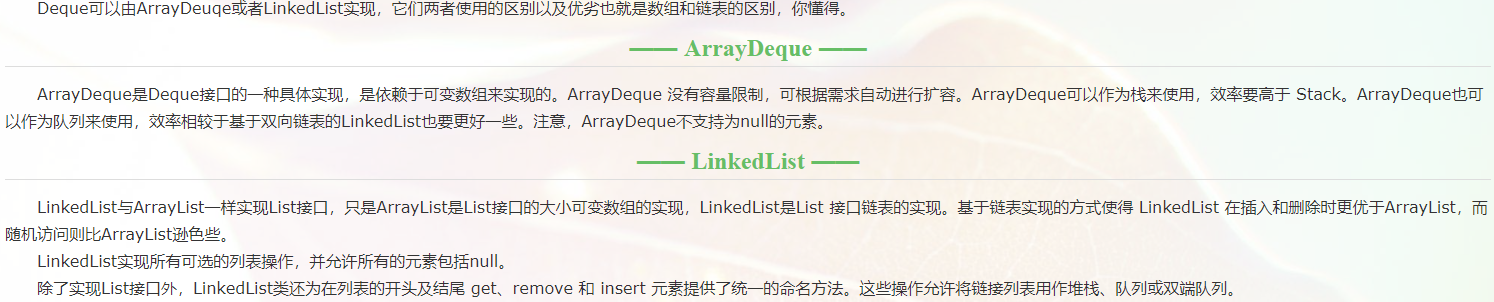 Deque可以由ArrayDeuqe或者LinkedList实现，它们两者使用的区别以及优劣也就是数组和链表的区别，你懂得。
—— ArrayDeque ——
ArrayDeque是Deque接口的一种具体实现，是依赖于可变数组来实现的。ArrayDeque 没有容量限制，可根据需求自动进行扩容。ArrayDeque可以作为栈来使用，效率要高于 Stack。ArrayDeque也可
以作为队列来使用，效率相较于基于双向链表的LinkedList也要更好一些。注意，ArrayDeque不支持为null的元素。
—— LinkedList ——
LinkedList与ArrayList一样实现List接口，只是ArrayList是List接口的大小可变数组的实现，LinkedList是List 接口链表的实现。基于链表实现的方式使得 LinkedList 在插入和删除时更优于ArrayList，而
随机访问则比ArrayList逊色些。
LinkedList实现所有可选的列表操作，并允许所有的元素包括null。
除了实现List接口外，LinkedList类还为在列表的开头及结尾 get、remove 和 insert 元素提供了统一的命名方法。这些操作允许将链接列表用作堆栈、队列或双端队列。